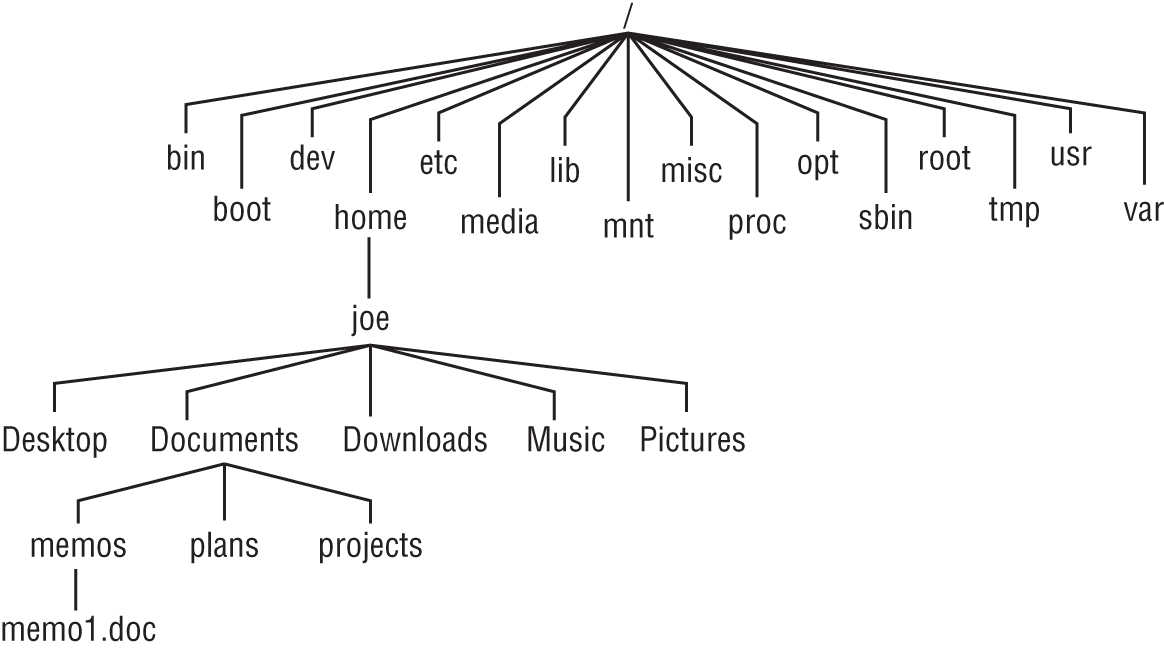 /
bin dev etc lib misc opt root usr
boot home media mnt proc sbin tmp var
joe
Desktop Documents Downloads Music Pictures
memos plans projects
memo1.doc